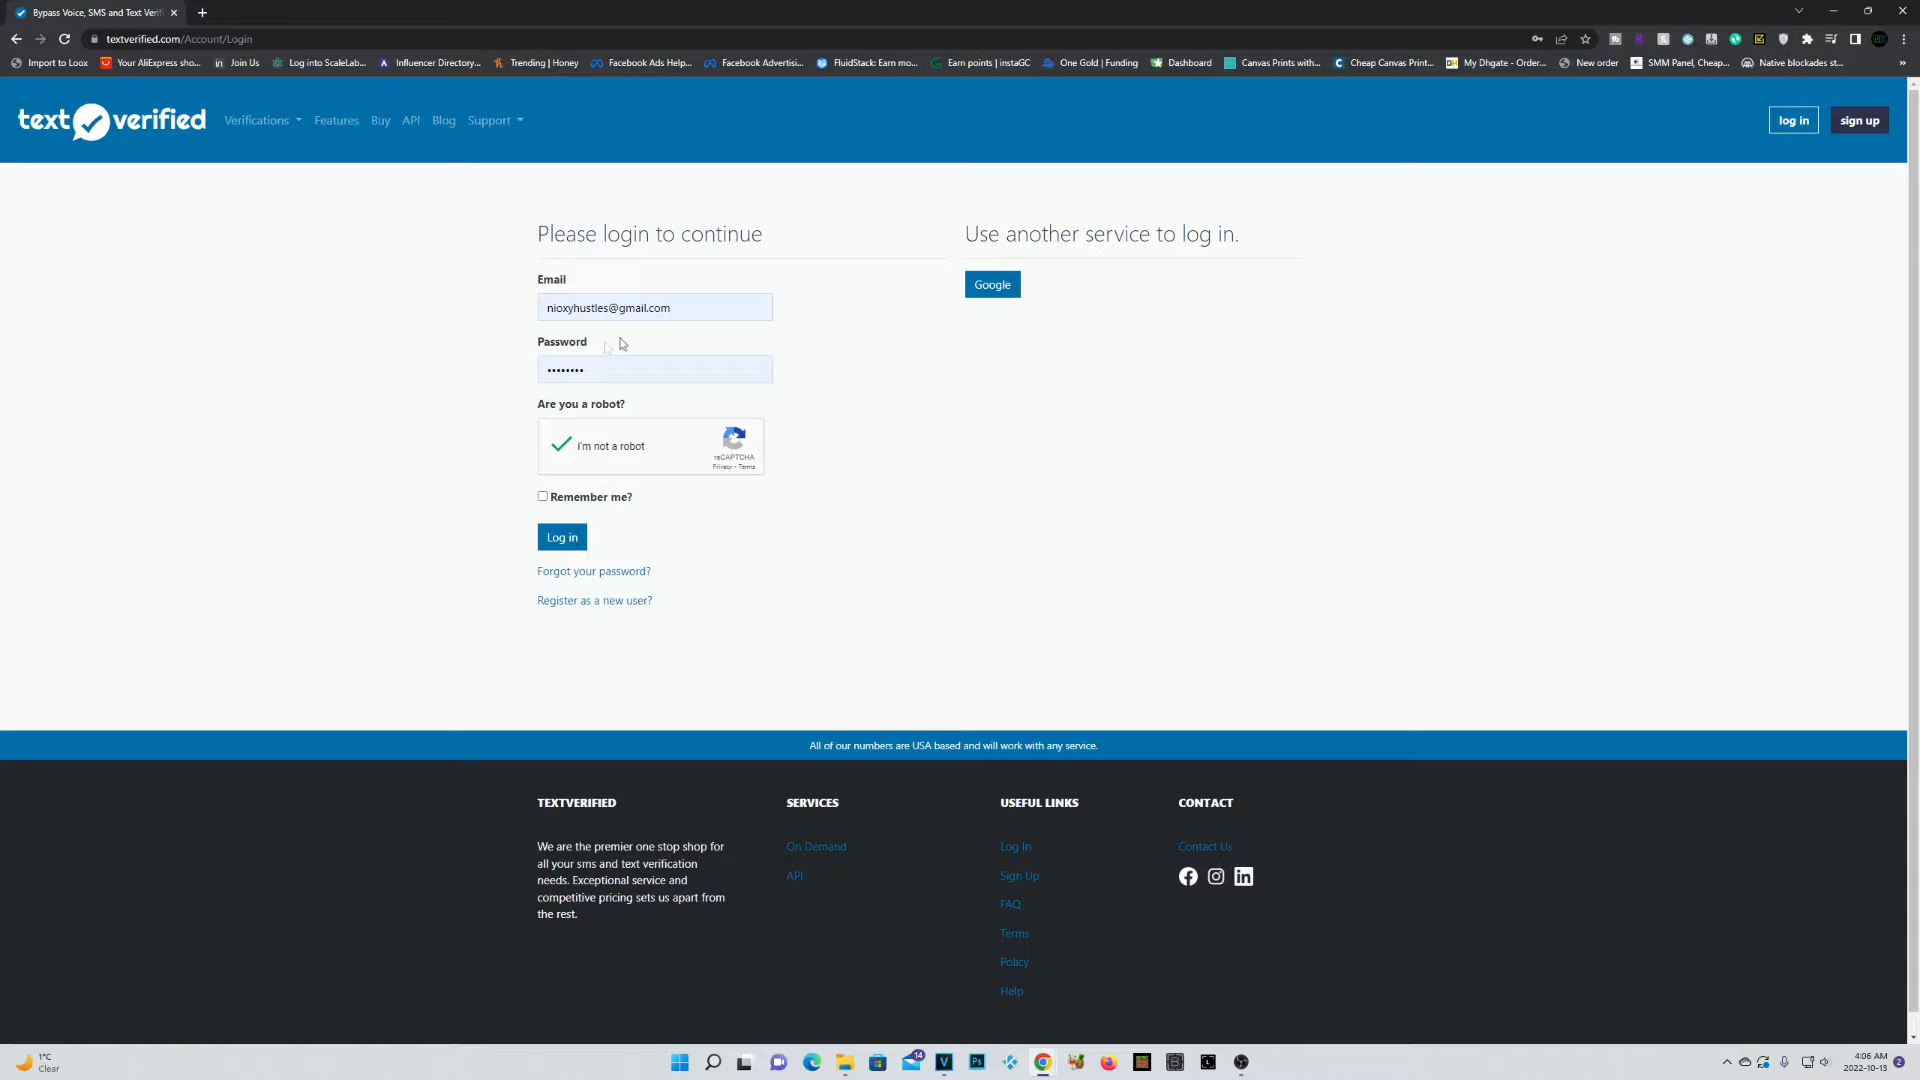 Bypass Voice, SMS and Text Verifi
textverified.com/Account/Login
Import to Loox
Your AliExpress sho...
Join Us
Log into ScaleLab...
Influencer Directory...
Trending | Honey
Facebook Ads Help...
Facebook Advertisi...
FluidStack: Earn mo...
Earn points | instaGC
One Gold | Funding
Dashboard
Canvas Prints with...
Cheap Canvas Print...
My Dhgate - Order...
New order
SMM Panel, Cheap...
Native blockades st...
text verified
Verifications
Features
Buy
API
Blog
Support
log in
sign up
Please login to continue
Use another service to log in.
Email
Google
nioxyhustles@gmail.com
Password
••••••••
Are you a robot?
I'm not a robot
reCAPTCHA
Privacy - Terms
Remember me?
Log in
Forgot your password?
Register as a new user?
All of our numbers are USA based and will work with any service.
TEXTVERIFIED
We are the premier one stop shop for
all your sms and text verification
needs. Exceptional service and
competitive pricing sets us apart from
the rest.
SERVICES
On Demand
API
USEFUL LINKS
Log In
Sign Up
FAQ
Terms
Policy
Help
CONTACT
Contact Us
1°C
Clear
14
4:06 AM
2022-10-13
2